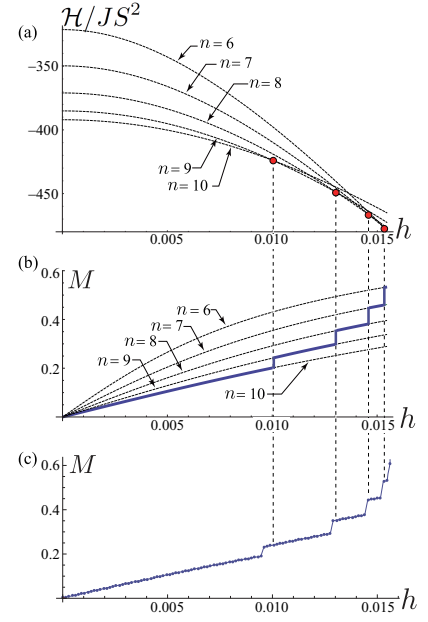 (a)
ℋ/JS²
n = 6
n = 7
n = 8
n = 9
n = 10
−350
−400
−450
0.005
0.010
0.015
h
(b)
M
0.6
0.4
0.2
n = 6
n = 7
n = 8
n = 9
n = 10
0.005
0.010
0.015
h
(c)
M
0.6
0.4
0.2
0.005
0.010
0.015
h